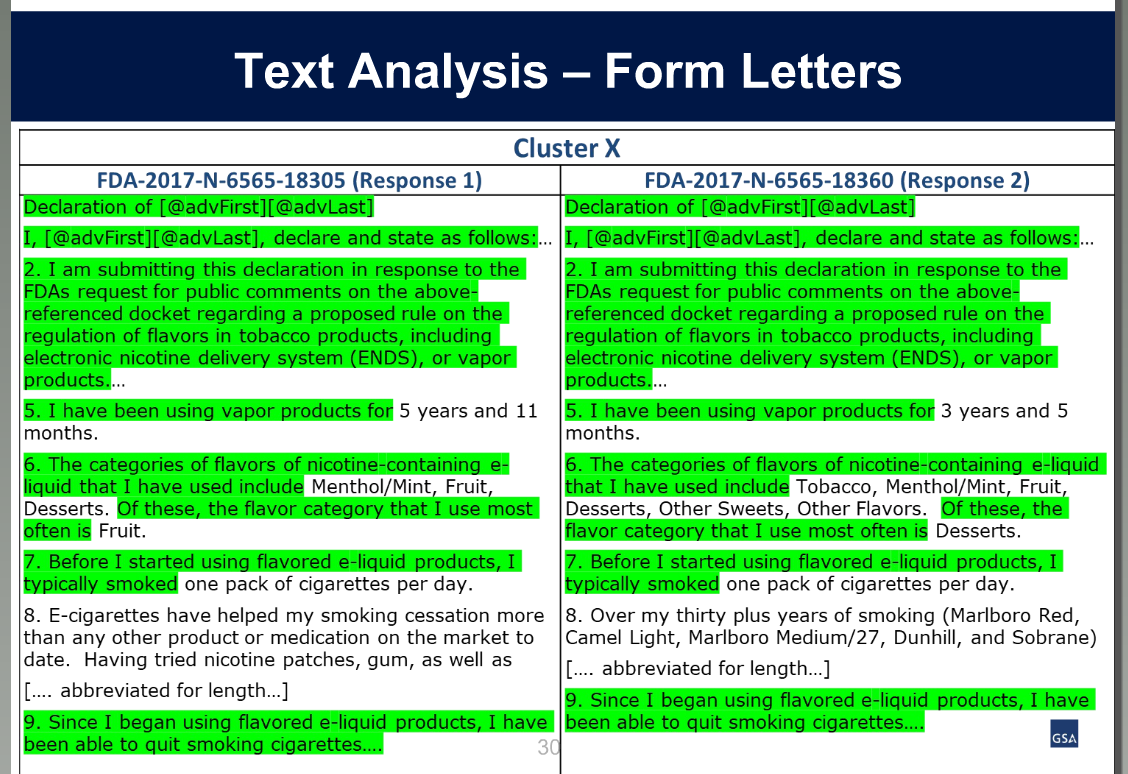 Text Analysis – Form Letters
Cluster X
FDA-2017-N-6565-18305 (Response 1)
Declaration of [@advFirst][@advLast]
I, [@advFirst][@advLast], declare and state as follows:...
2. I am submitting this declaration in response to the
FDAs request for public comments on the above-
referenced docket regarding a proposed rule on the
regulation of flavors in tobacco products, including
electronic nicotine delivery system (ENDS), or vapor
products....
5. I have been using vapor products for 5 years and 11
months.
6. The categories of flavors of nicotine-containing e-
liquid that I have used include Menthol/Mint, Fruit,
Desserts. Of these, the flavor category that I use most
often is Fruit.
7. Before I started using flavored e-liquid products, I
typically smoked one pack of cigarettes per day.
8. E-cigarettes have helped my smoking cessation more
than any other product or medication on the market to
date.  Having tried nicotine patches, gum, as well as
[.... abbreviated for length...]
9. Since I began using flavored e-liquid products, I have
been able to quit smoking cigarettes....
FDA-2017-N-6565-18360 (Response 2)
Declaration of [@advFirst][@advLast]
I, [@advFirst][@advLast], declare and state as follows:...
2. I am submitting this declaration in response to the
FDAs request for public comments on the above-
referenced docket regarding a proposed rule on the
regulation of flavors in tobacco products, including
electronic nicotine delivery system (ENDS), or vapor
products....
5. I have been using vapor products for 3 years and 5
months.
6. The categories of flavors of nicotine-containing e-liquid
that I have used include Tobacco, Menthol/Mint, Fruit,
Desserts, Other Sweets, Other Flavors.  Of these, the
flavor category that I use most often is Desserts.
7. Before I started using flavored e-liquid products, I
typically smoked one pack of cigarettes per day.
8. Over my thirty plus years of smoking (Marlboro Red,
Camel Light, Marlboro Medium/27, Dunhill, and Sobrane)
[.... abbreviated for length...]
9. Since I began using flavored e-liquid products, I have
been able to quit smoking cigarettes....
30
GSA